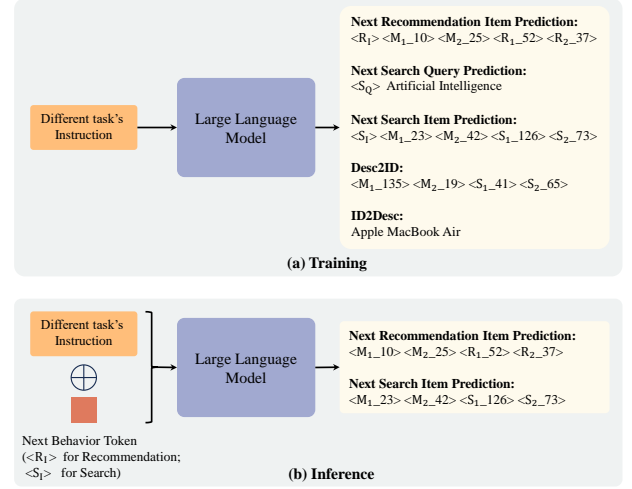 Different task's
Instruction
Large Language
Model
Next Recommendation Item Prediction:
<R_I> <M_1_10> <M_2_25> <R_1_52> <R_2_37>
Next Search Query Prediction:
<S_Q> Artificial Intelligence
Next Search Item Prediction:
<S_I> <M_1_23> <M_2_42> <S_1_126> <S_2_73>
Desc2ID:
<M_1_135> <M_2_19> <S_1_41> <S_2_65>
ID2Desc:
Apple MacBook Air
(a) Training
Different task's
Instruction
Next Behavior Token
(<R_I> for Recommendation;
<S_I> for Search)
Large Language
Model
Next Recommendation Item Prediction:
<M_1_10> <M_2_25> <R_1_52> <R_2_37>
Next Search Item Prediction:
<M_1_23> <M_2_42> <S_1_126> <S_2_73>
(b) Inference